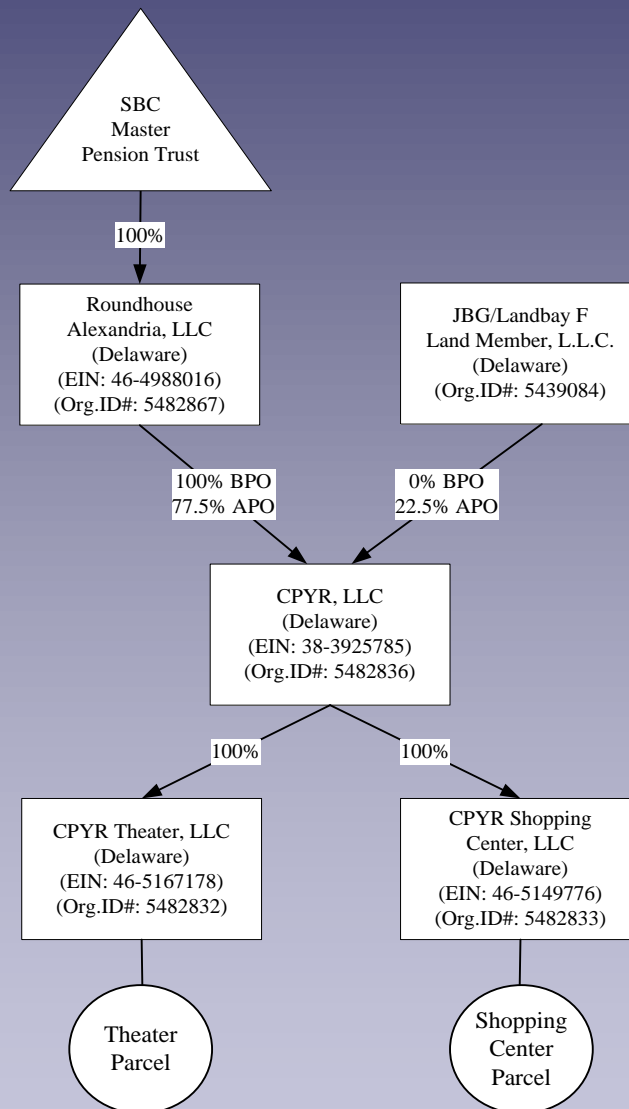 SBC
Master
Pension Trust
100%
Roundhouse
Alexandria, LLC
(Delaware)
(EIN: 46-4988016)
(Org.ID#: 5482867)
JBG/Landbay F
Land Member, L.L.C.
(Delaware)
(Org.ID#: 5439084)
100% BPO
77.5% APO
0% BPO
22.5% APO
CPYR, LLC
(Delaware)
(EIN: 38-3925785)
(Org.ID#: 5482836)
100%
100%
CPYR Theater, LLC
(Delaware)
(EIN: 46-5167178)
(Org.ID#: 5482832)
CPYR Shopping
Center, LLC
(Delaware)
(EIN: 46-5149776)
(Org.ID#: 5482833)
Theater
Parcel
Shopping
Center
Parcel